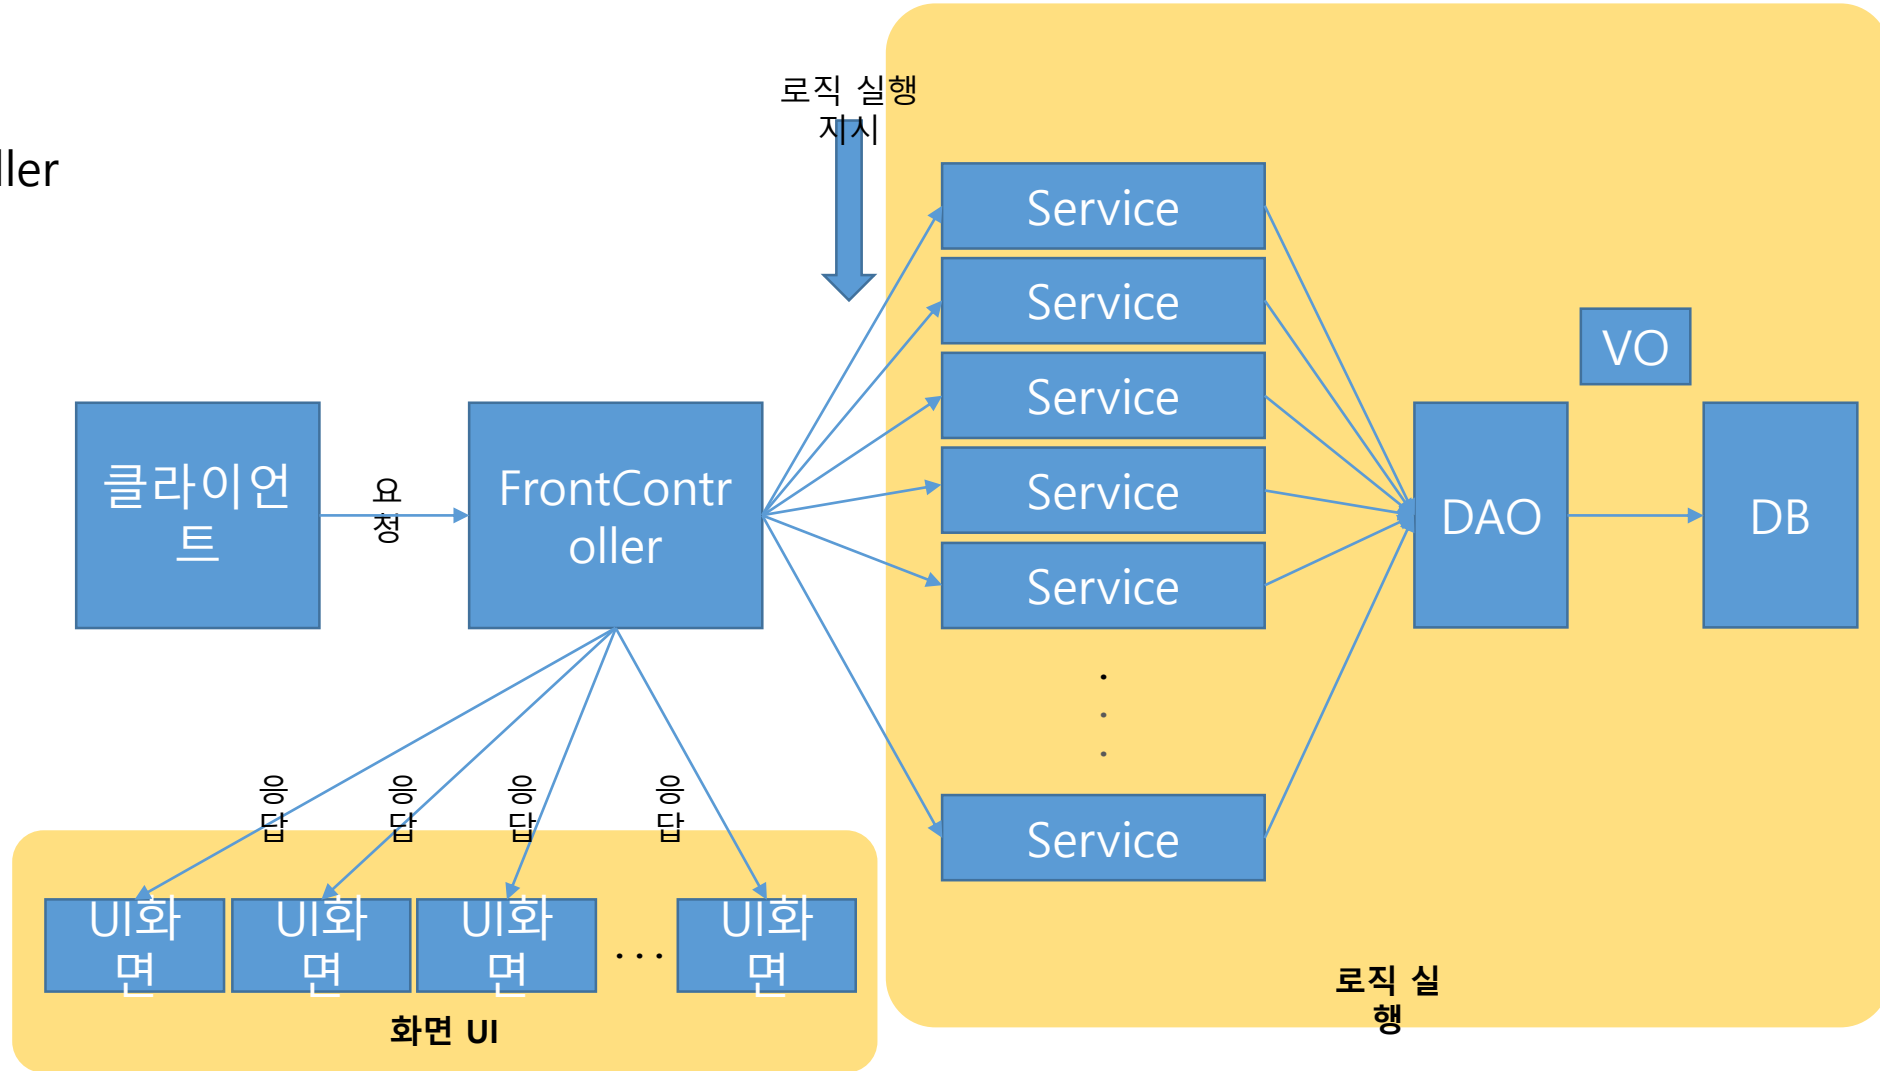 로직 실행
지시
ller
Service
Service
VO
Service
클라이언
트
요
청
FrontContr
oller
Service
DAO
DB
Service
.
.
.
응
답
응
답
응
답
응
답
Service
UI화
면
UI화
면
UI화
면
...
UI화
면
화면 UI
로직 실
행